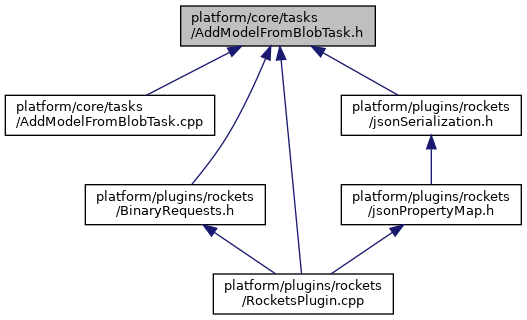 platform/core/tasks
/AddModelFromBlobTask.h
platform/core/tasks
/AddModelFromBlobTask.cpp
platform/plugins/rockets
/jsonSerialization.h
platform/plugins/rockets
/BinaryRequests.h
platform/plugins/rockets
/jsonPropertyMap.h
platform/plugins/rockets
/RocketsPlugin.cpp